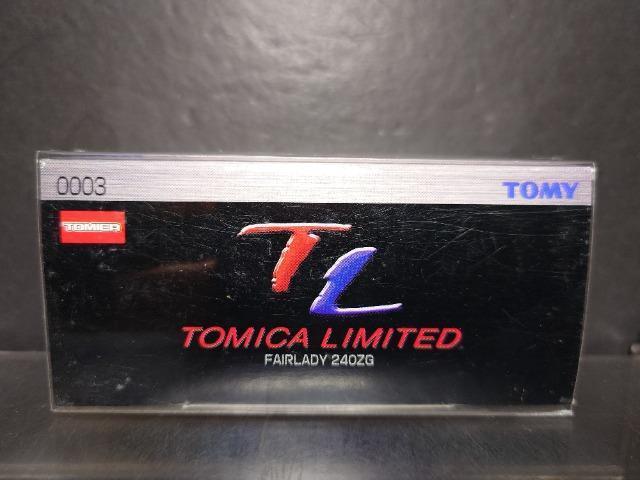 0003
TOMY
TOMICA
TL
TOMICA LIMITED
FAIRLADY 240ZG